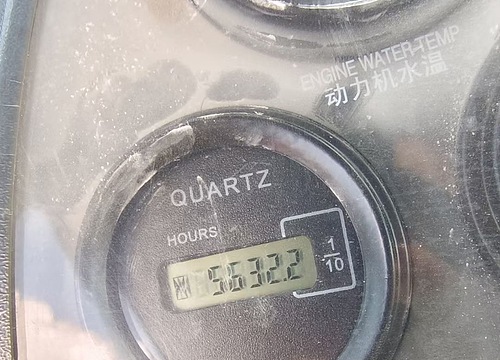 ENGINE WATER-TEMP
动力机水温
QUARTZ
HOURS
56322
1/10